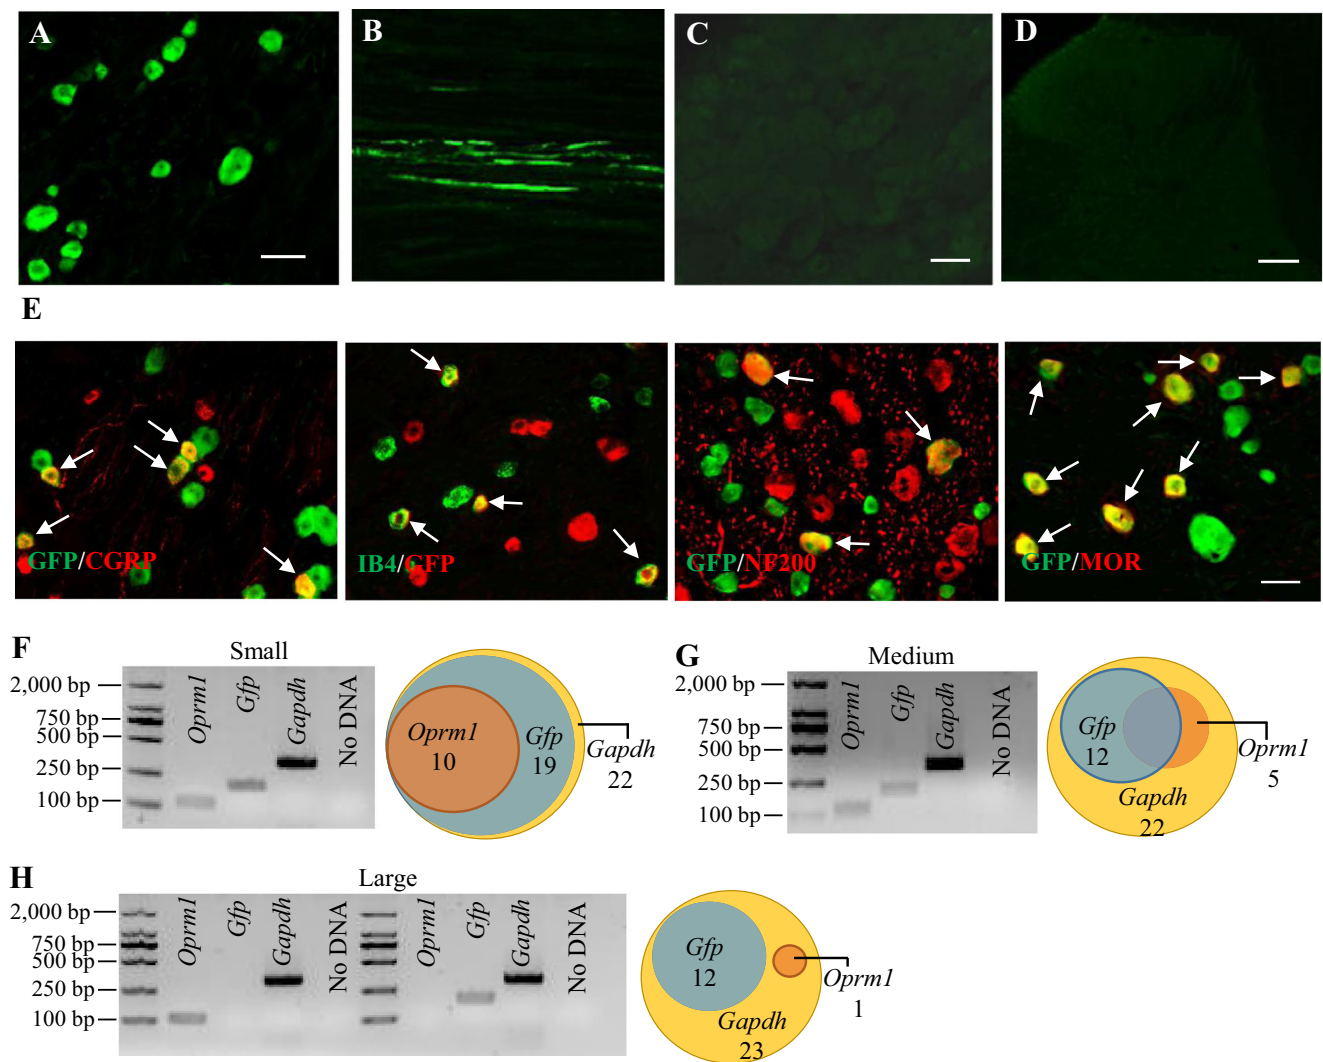 A
B
C
D
E
GFP/CGRP
IB4/GFP
GFP/NF200
GFP/MOR
F
Small
2,000 bp
750 bp
500 bp
250 bp
100 bp
Oprm1
Gfp
Gapdh
No DNA
Oprm1
10
Gfp
19
Gapdh
22
G
Medium
2,000 bp
750 bp
500 bp
250 bp
100 bp
Oprm1
Gfp
Gapdh
No DNA
Gfp
12
Oprm1
5
Gapdh
22
H
Large
2,000 bp
750 bp
500 bp
250 bp
100 bp
Oprm1
Gfp
Gapdh
No DNA
Oprm1
Gfp
Gapdh
No DNA
Gfp
12
Oprm1
1
Gapdh
23